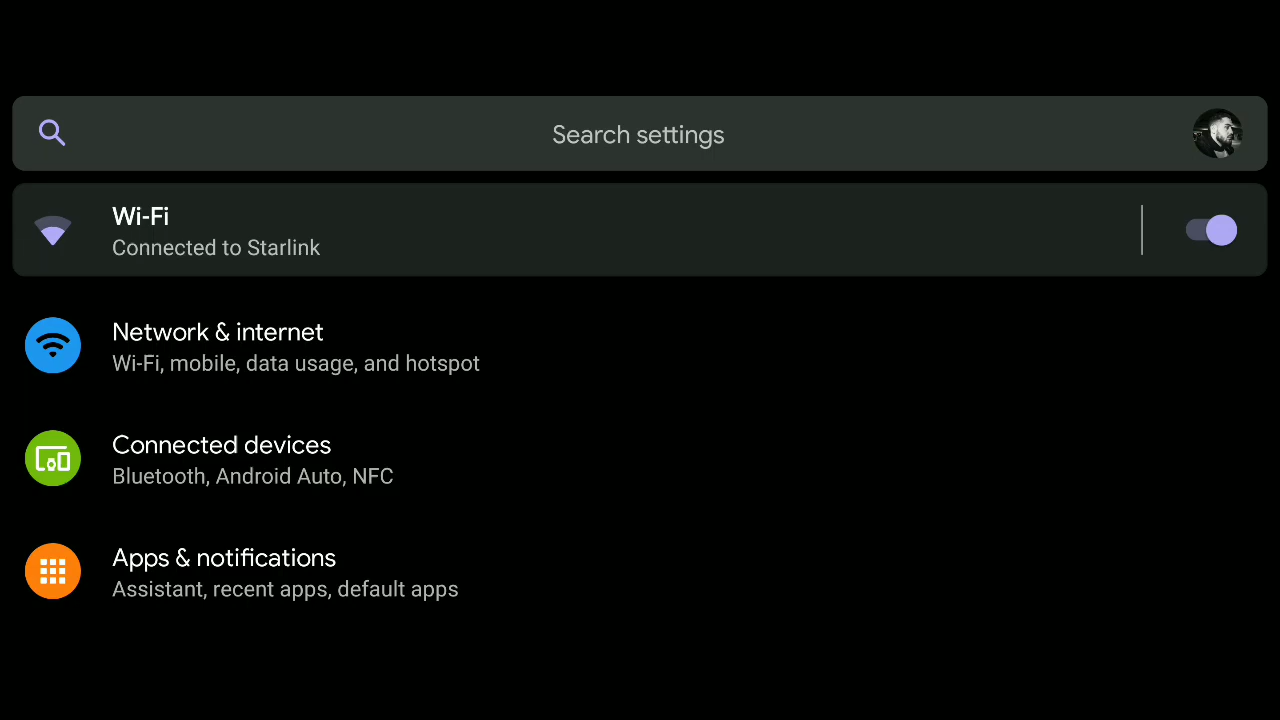 Search settings
Wi-Fi
Connected to Starlink
Network & internet
Wi-Fi, mobile, data usage, and hotspot
Connected devices
Bluetooth, Android Auto, NFC
Apps & notifications
Assistant, recent apps, default apps